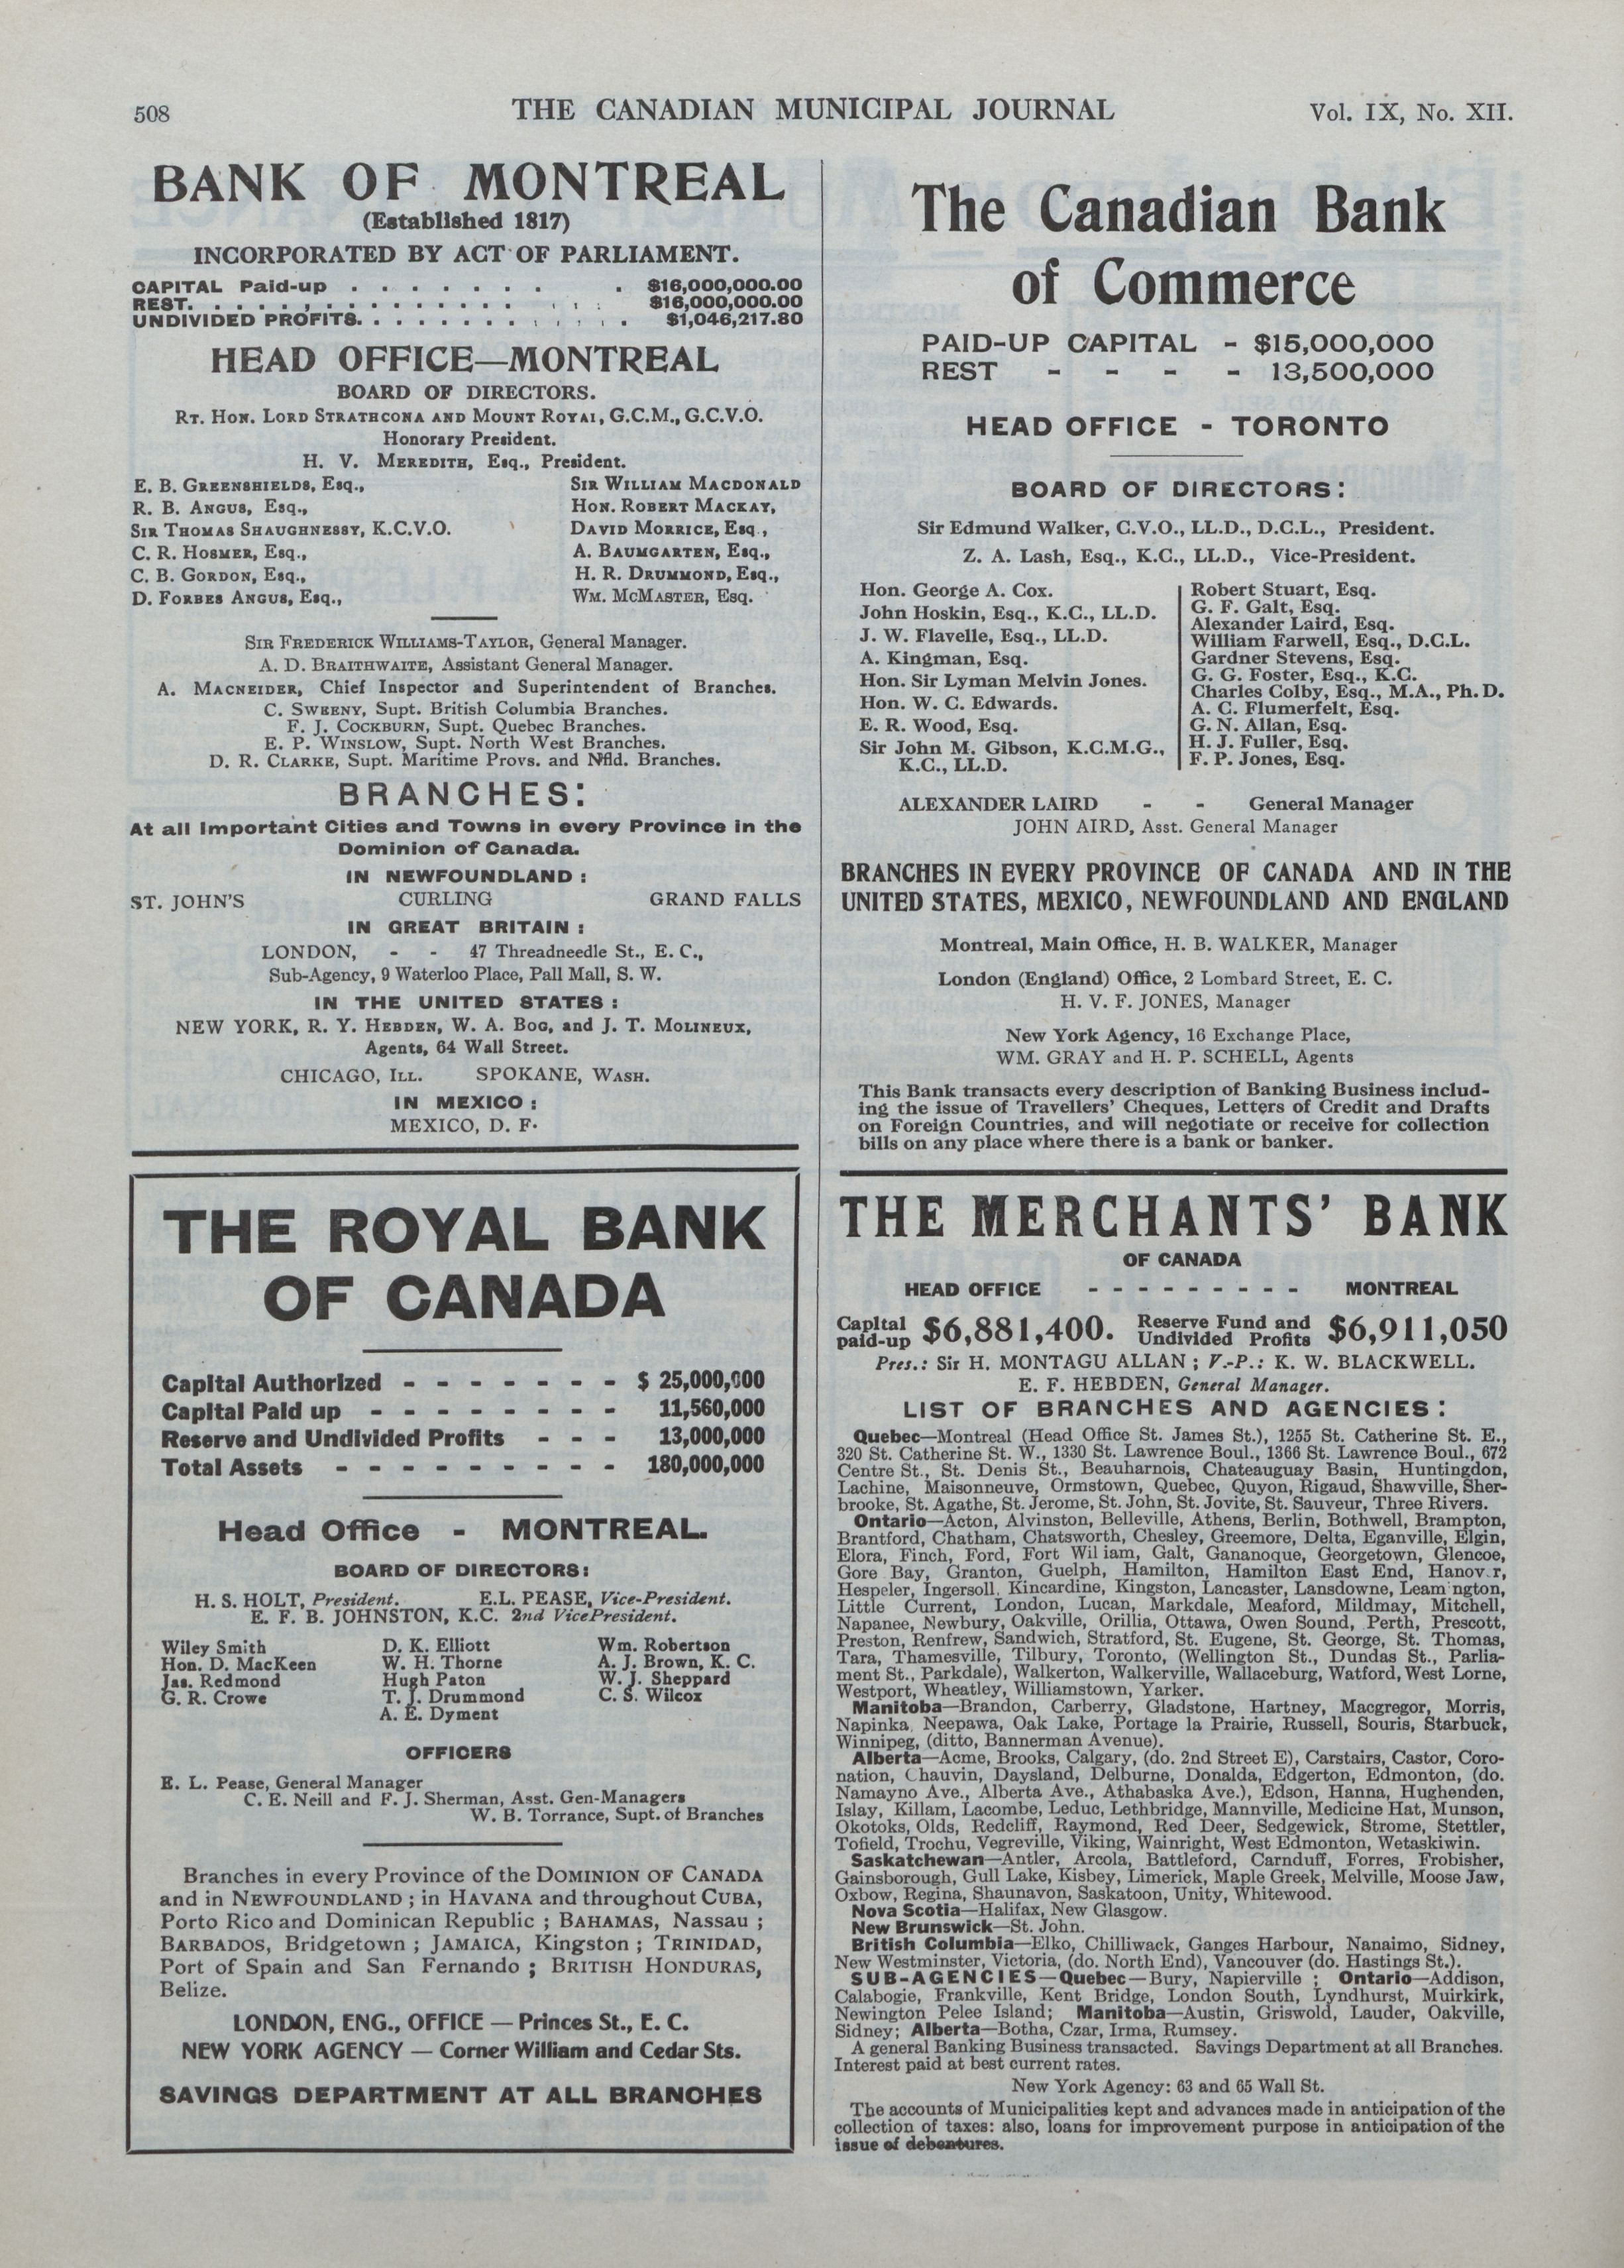 508
THE CANADIAN MUNICIPAL JOURNAL
Vol. IX, No. XII.
BANK OF MONTREAL
(Established 1817)
INCORPORATED BY ACT OF PARLIAMENT.
CAPITAL Paid-up . . . . . . . . $16,000,000.00
REST. . . . . . . . . . . . . . . . $16,000,000.00
UNDIVIDED PROFITS. . . . . . . . . . . . . $1,046,217.80
HEAD OFFICE—MONTREAL
BOARD OF DIRECTORS.
RT. HON. LORD STRATHCONA AND MOUNT ROYAL, G.C.M., G.C.V.O.
Honorary President.
H. V. MEREDITH, Esq., President.
E. B. GREENSHIELDS, Esq., SIR WILLIAM MACDONALD
R. B. ANGUS, Esq., HON. ROBERT MACKAY,
SIR THOMAS SHAUGHNESSY, K.C.V.O. DAVID MORRICE, Esq.,
C. R. HOSMER, Esq., A. BAUMGARTEN, Esq.,
C. B. GORDON, Esq., H. R. DRUMMOND, Esq.,
D. FORBES ANGUS, Esq., WM. MCMASTER, Esq.
SIR FREDERICK WILLIAMS-TAYLOR, General Manager.
A. D. BRAITHWAITE, Assistant General Manager.
A. MACNEIDER, Chief Inspector and Superintendent of Branches.
C. SWEENY, Supt. British Columbia Branches.
F. J. COCKBURN, Supt. Quebec Branches.
E. P. WINSLOW, Supt. North West Branches.
D. R. CLARKE, Supt. Maritime Provs. and Nfld. Branches.
BRANCHES:
At all Important Cities and Towns in every Province in the
Dominion of Canada.
IN NEWFOUNDLAND:
ST. JOHN'S CURLING GRAND FALLS
IN GREAT BRITAIN:
LONDON, - - 47 Threadneedle St., E. C.,
Sub-Agency, 9 Waterloo Place, Pall Mall, S. W.
IN THE UNITED STATES:
NEW YORK, R. Y. HEBDEN, W. A. BOG, and J. T. MOLINEUX,
Agents, 64 Wall Street.
CHICAGO, ILL. SPOKANE, WASH.
IN MEXICO:
MEXICO, D. F.
THE ROYAL BANK
OF CANADA
Capital Authorized - - - - - - - $ 25,000,000
Capital Paid up - - - - - - - - 11,560,000
Reserve and Undivided Profits - - - 13,000,000
Total Assets - - - - - - - - - 180,000,000
Head Office - MONTREAL.
BOARD OF DIRECTORS:
H. S. HOLT, President. E.L. PEASE, Vice-President.
E. F. B. JOHNSTON, K.C. 2nd VicePresident.
Wiley Smith D. K. Elliott Wm. Robertson
Hon. D. MacKeen W. H. Thorne A. J. Brown, K. C.
Jas. Redmond Hugh Paton W. J. Sheppard
G. R. Crowe T. J. Drummond C. S. Wilcox
A. E. Dyment
OFFICERS
E. L. Pease, General Manager
C. E. Neill and F. J. Sherman, Asst. Gen-Managers
W. B. Torrance, Supt. of Branches
Branches in every Province of the DOMINION OF CANADA
and in NEWFOUNDLAND; in HAVANA and throughout CUBA,
Porto Rico and Dominican Republic; BAHAMAS, Nassau;
BARBADOS, Bridgetown; JAMAICA, Kingston; TRINIDAD,
Port of Spain and San Fernando; BRITISH HONDURAS,
Belize.
LONDON, ENG., OFFICE — Princes St., E. C.
NEW YORK AGENCY — Corner William and Cedar Sts.
SAVINGS DEPARTMENT AT ALL BRANCHES
The Canadian Bank
of Commerce
PAID-UP CAPITAL - $15,000,000
REST - - - - 13,500,000
HEAD OFFICE - TORONTO
BOARD OF DIRECTORS:
Sir Edmund Walker, C.V.O., LL.D., D.C.L., President.
Z. A. Lash, Esq., K.C., LL.D., Vice-President.
Hon. George A. Cox.
John Hoskin, Esq., K.C., LL.D.
J. W. Flavelle, Esq., LL.D.
A. Kingman, Esq.
Hon. Sir Lyman Melvin Jones.
Hon. W. C. Edwards.
E. R. Wood, Esq.
Sir John M. Gibson, K.C.M.G.,
K.C., LL.D.
Robert Stuart, Esq.
G. F. Galt, Esq.
Alexander Laird, Esq.
William Farwell, Esq., D.C.L.
Gardner Stevens, Esq.
G. G. Foster, Esq., K.C.
Charles Colby, Esq., M.A., Ph.D.
A. C. Flumerfelt, Esq.
G. N. Allan, Esq.
H. J. Fuller, Esq.
F. P. Jones, Esq.
ALEXANDER LAIRD - - General Manager
JOHN AIRD, Asst. General Manager
BRANCHES IN EVERY PROVINCE OF CANADA AND IN THE
UNITED STATES, MEXICO, NEWFOUNDLAND AND ENGLAND
Montreal, Main Office, H. B. WALKER, Manager
London (England) Office, 2 Lombard Street, E. C.
H. V. F. JONES, Manager
New York Agency, 16 Exchange Place,
WM. GRAY and H. P. SCHELL, Agents
This Bank transacts every description of Banking Business includ-
ing the issue of Travellers' Cheques, Letters of Credit and Drafts
on Foreign Countries, and will negotiate or receive for collection
bills on any place where there is a bank or banker.
THE MERCHANTS' BANK
OF CANADA
HEAD OFFICE - - - - - - - - - MONTREAL
Capital paid-up $6,881,400. Reserve Fund and Undivided Profits $6,911,050
Pres.: Sir H. MONTAGU ALLAN; V.-P.: K. W. BLACKWELL.
E. F. HEBDEN, General Manager.
LIST OF BRANCHES AND AGENCIES:
Quebec—Montreal (Head Office St. James St.), 1255 St. Catherine St. E.,
320 St. Catherine St. W., 1330 St. Lawrence Boul., 1366 St. Lawrence Boul., 672
Centre St., St. Denis St., Beauharnois, Chateauguay Basin, Huntingdon,
Lachine, Maisonneuve, Ormstown, Quebec, Quyon, Rigaud, Shawville, Sher-
brooke, St. Agathe, St. Jerome, St. John, St. Jovite, St. Sauveur, Three Rivers.
Ontario—Acton, Alvinston, Belleville, Athens, Berlin, Bothwell, Brampton,
Brantford, Chatham, Chatsworth, Chesley, Greemore, Delta, Eganville, Elgin,
Elora, Finch, Ford, Fort Wil iam, Galt, Gananoque, Georgetown, Glencoe,
Gore Bay, Granton, Guelph, Hamilton, Hamilton East End, Hanov r,
Hespeler, Ingersoll, Kincardine, Kingston, Lancaster, Lansdowne, Leamington,
Little Current, London, Lucan, Markdale, Meaford, Mildmay, Mitchell,
Napanee, Newbury, Oakville, Orillia, Ottawa, Owen Sound, Perth, Prescott,
Preston, Renfrew, Sandwich, Stratford, St. Eugene, St. George, St. Thomas,
Tara, Thamesville, Tilbury, Toronto, (Wellington St., Dundas St., Parlia-
ment St., Parkdale), Walkerton, Walkerville, Wallaceburg, Watford, West Lorne,
Westport, Wheatley, Williamstown, Yarker.
Manitoba—Brandon, Carberry, Gladstone, Hartney, Macgregor, Morris,
Napinka, Neepawa, Oak Lake, Portage la Prairie, Russell, Souris, Starbuck,
Winnipeg, (ditto, Bannerman Avenue).
Alberta—Acme, Brooks, Calgary, (do. 2nd Street E), Carstairs, Castor, Coro-
nation, Chauvin, Daysland, Delburne, Donalda, Edgerton, Edmonton, (do.
Namayno Ave., Alberta Ave., Athabaska Ave.), Edson, Hanna, Hughenden,
Islay, Killam, Lacombe, Leduc, Lethbridge, Mannville, Medicine Hat, Munson,
Okotoks, Olds, Redcliff, Raymond, Red Deer, Sedgewick, Strome, Stettler,
Tofield, Trochu, Vegreville, Viking, Wainright, West Edmonton, Wetaskiwin.
Saskatchewan—Antler, Arcola, Battleford, Carnduff, Forres, Frobisher,
Gainsborough, Gull Lake, Kisbey, Limerick, Maple Greek, Melville, Moose Jaw,
Oxbow, Regina, Shaunavon, Saskatoon, Unity, Whitewood.
Nova Scotia—Halifax, New Glasgow.
New Brunswick—St. John.
British Columbia—Elko, Chilliwack, Ganges Harbour, Nanaimo, Sidney,
New Westminster, Victoria, (do. North End), Vancouver (do. Hastings St.).
SUB-AGENCIES—Quebec—Bury, Napierville; Ontario—Addison,
Calabogie, Frankville, Kent Bridge, London South, Lyndhurst, Muirkirk,
Newington Pelee Island; Manitoba—Austin, Griswold, Lauder, Oakville,
Sidney; Alberta—Botha, Czar, Irma, Rumsey.
A general Banking Business transacted. Savings Department at all Branches.
Interest paid at best current rates.
New York Agency: 63 and 65 Wall St.
The accounts of Municipalities kept and advances made in anticipation of the
collection of taxes: also, loans for improvement purpose in anticipation of the
issue of debentures.